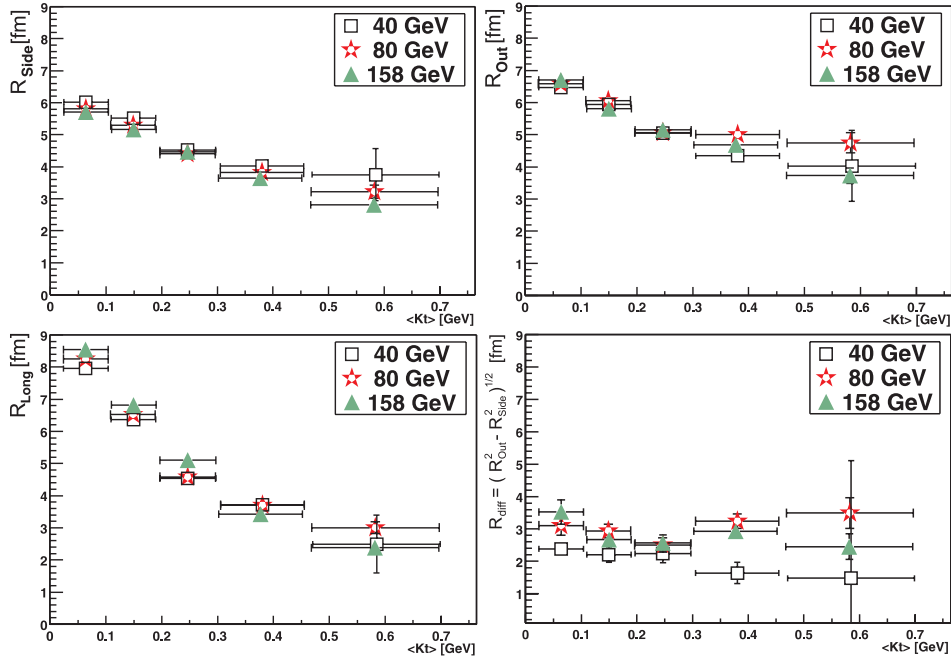 R_Side [fm]
9
8
7
6
5
4
3
2
1
0
40 GeV
80 GeV
158 GeV
0 0.1 0.2 0.3 0.4 0.5 0.6 0.7
<Kt> [GeV]
R_Out [fm]
9
8
7
6
5
4
3
2
1
0
40 GeV
80 GeV
158 GeV
0 0.1 0.2 0.3 0.4 0.5 0.6 0.7
<Kt> [GeV]
R_Long [fm]
9
8
7
6
5
4
3
2
1
0
40 GeV
80 GeV
158 GeV
0 0.1 0.2 0.3 0.4 0.5 0.6 0.7
<Kt> [GeV]
R_diff = ( R²_Out - R²_Side )^1/2 [fm]
9
8
7
6
5
4
3
2
1
40 GeV
80 GeV
158 GeV
0 0.1 0.2 0.3 0.4 0.5 0.6 0.7
<Kt> [GeV]